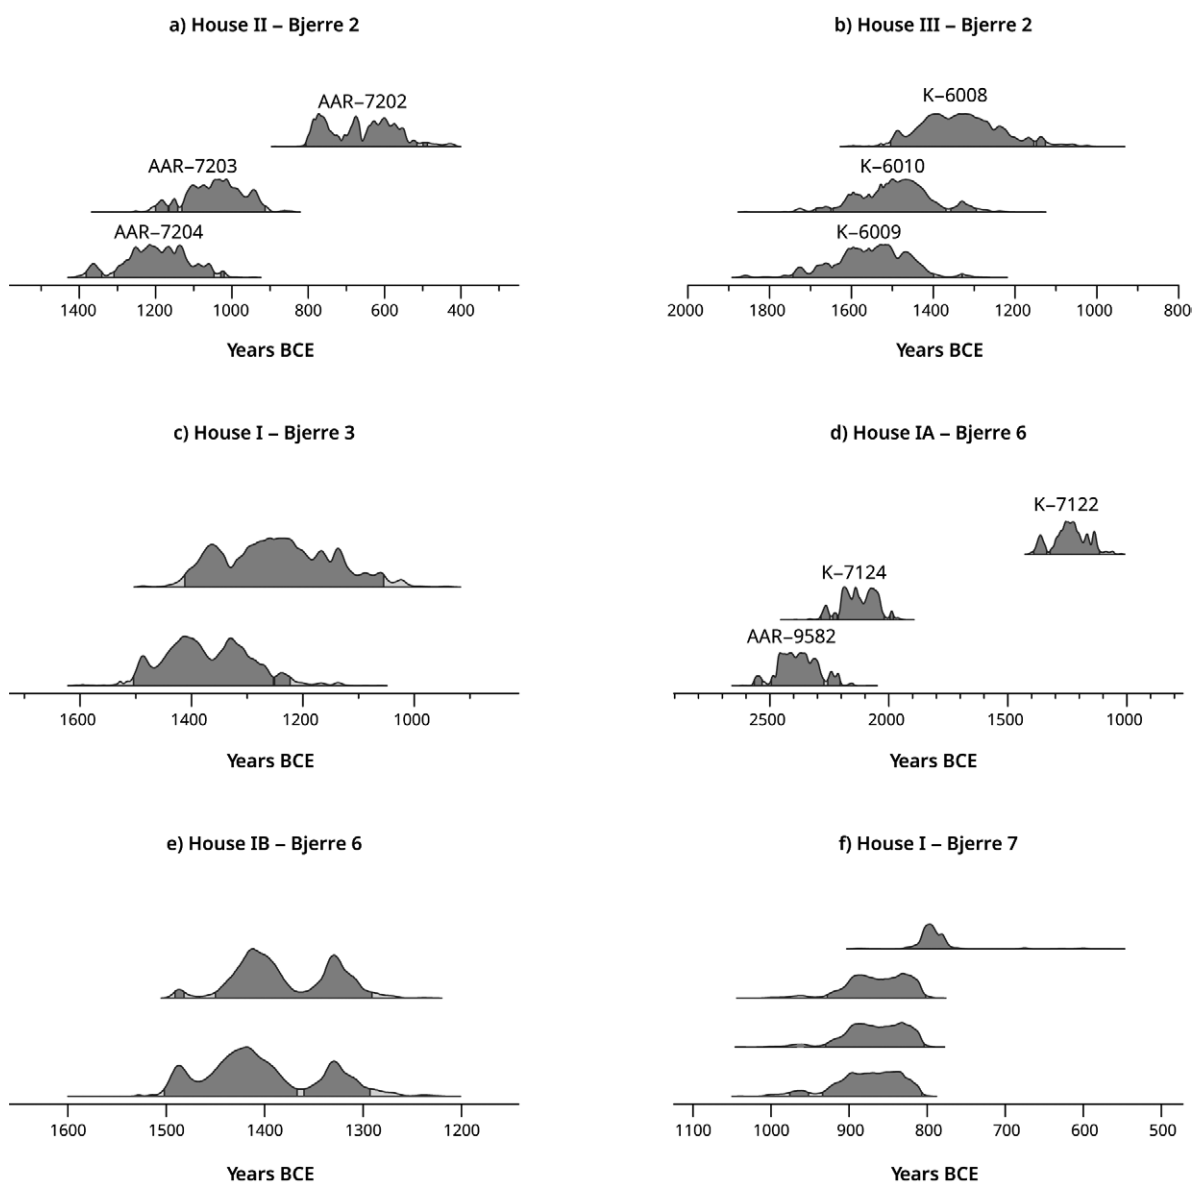 a) House II – Bjerre 2
AAR–7202
AAR–7203
AAR–7204
1400 1200 1000 800 600 400
Years BCE
b) House III – Bjerre 2
K–6008
K–6010
K–6009
2000 1800 1600 1400 1200 1000 800
Years BCE
c) House I – Bjerre 3
1600 1400 1200 1000
Years BCE
d) House IA – Bjerre 6
K–7122
K–7124
AAR–9582
2500 2000 1500 1000
Years BCE
e) House IB – Bjerre 6
1600 1500 1400 1300 1200
Years BCE
f) House I – Bjerre 7
1100 1000 900 800 700 600 500
Years BCE